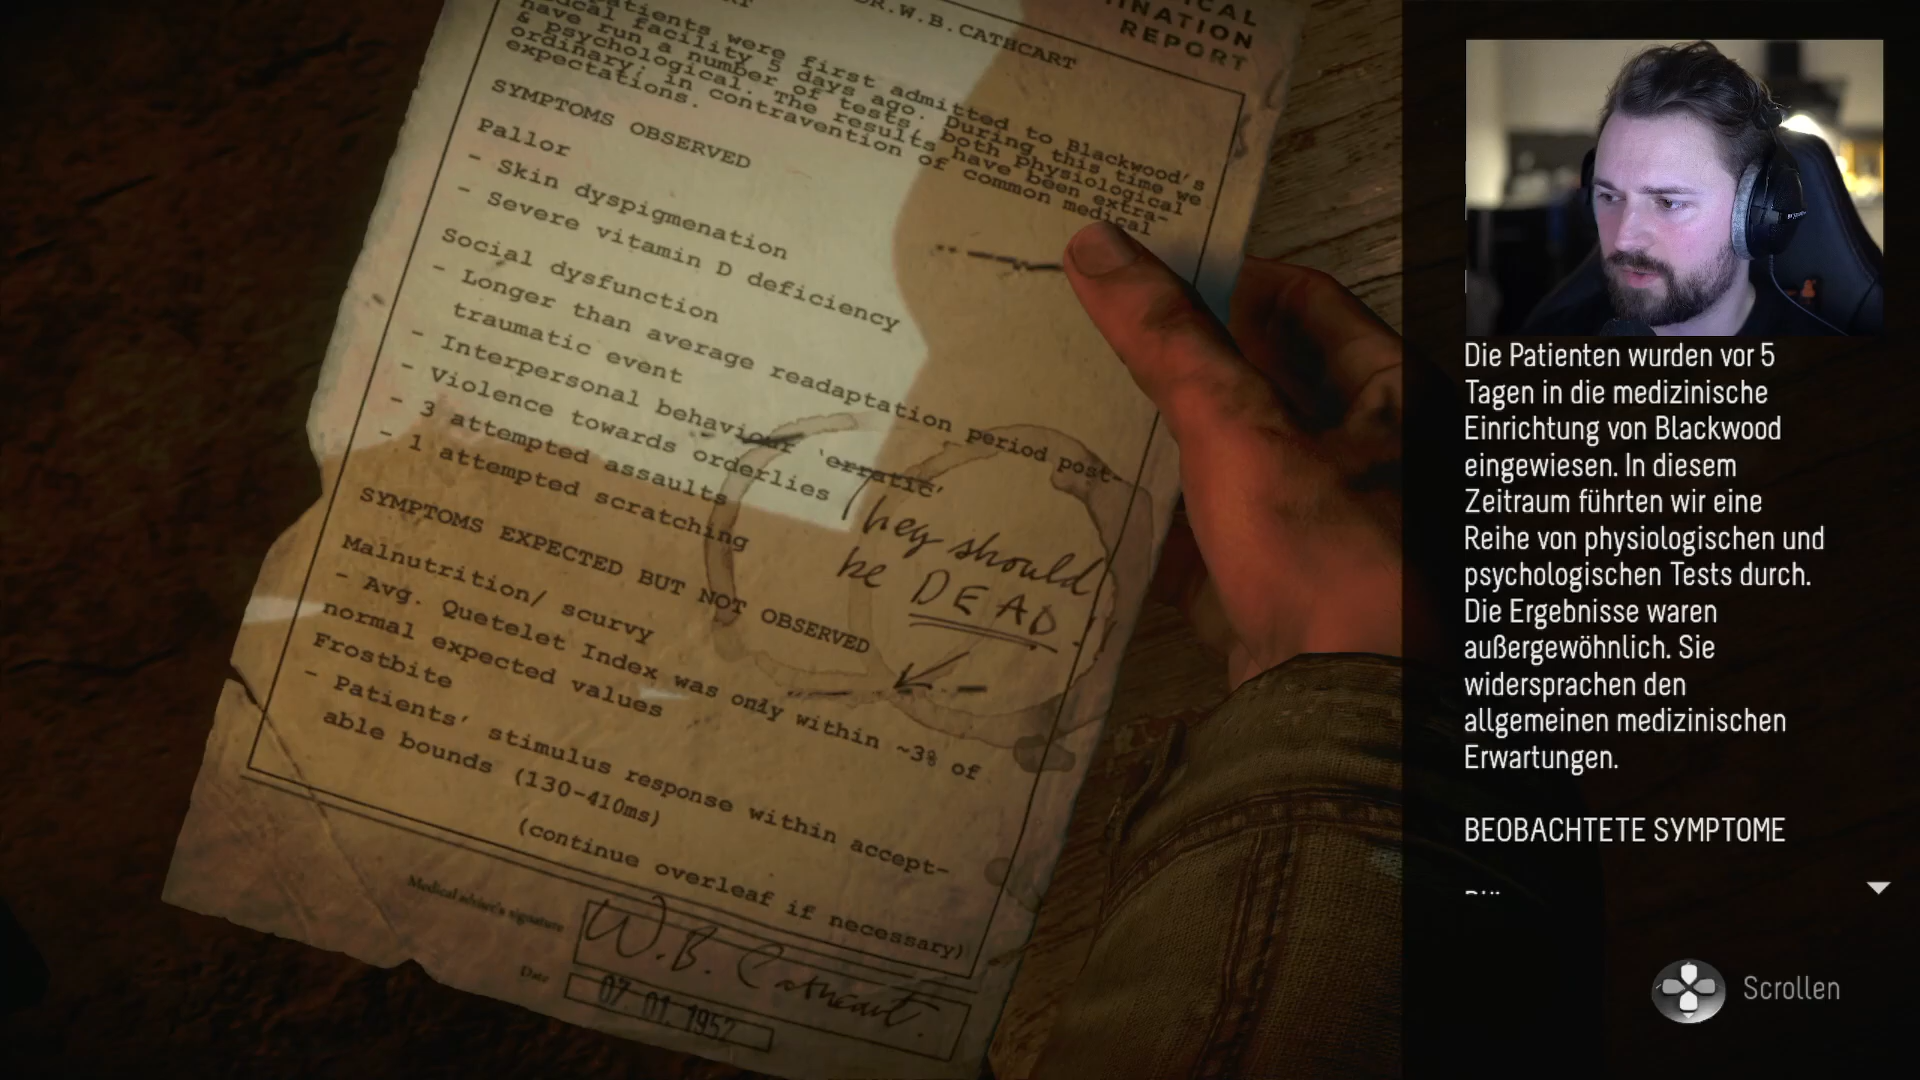 DR.W.B.CATHCART
INATION
REPORT
patients were first admitted to Blackwood's
facility 5 days ago. During this time we
have run a number of tests, both physiological
& psychological. The results have been extra-
ordinary; in contravention of common medical
expectations.
SYMPTOMS OBSERVED
Pallor
- Skin dyspigmenation
- Severe vitamin D deficiency
Social dysfunction
- Longer than average readaptation period post-
traumatic event
- Interpersonal behaviour 'erratic'
- Violence towards orderlies
- 3 attempted assaults
- 1 attempted scratching
They should
be DEAD.
SYMPTOMS EXPECTED BUT NOT OBSERVED
Malnutrition/ scurvy
- Avg. Quetelet Index was only within ~3% of
normal expected values
Frostbite
- Patients' stimulus response within accept-
able bounds (130-410ms)
(continue overleaf if necessary)
Medical adviser's signature
W.B. Cathcart.
Date
07 01 1952
Die Patienten wurden vor 5
Tagen in die medizinische
Einrichtung von Blackwood
eingewiesen. In diesem
Zeitraum führten wir eine
Reihe von physiologischen und
psychologischen Tests durch.
Die Ergebnisse waren
außergewöhnlich. Sie
widersprachen den
allgemeinen medizinischen
Erwartungen.
BEOBACHTETE SYMPTOME
Scrollen